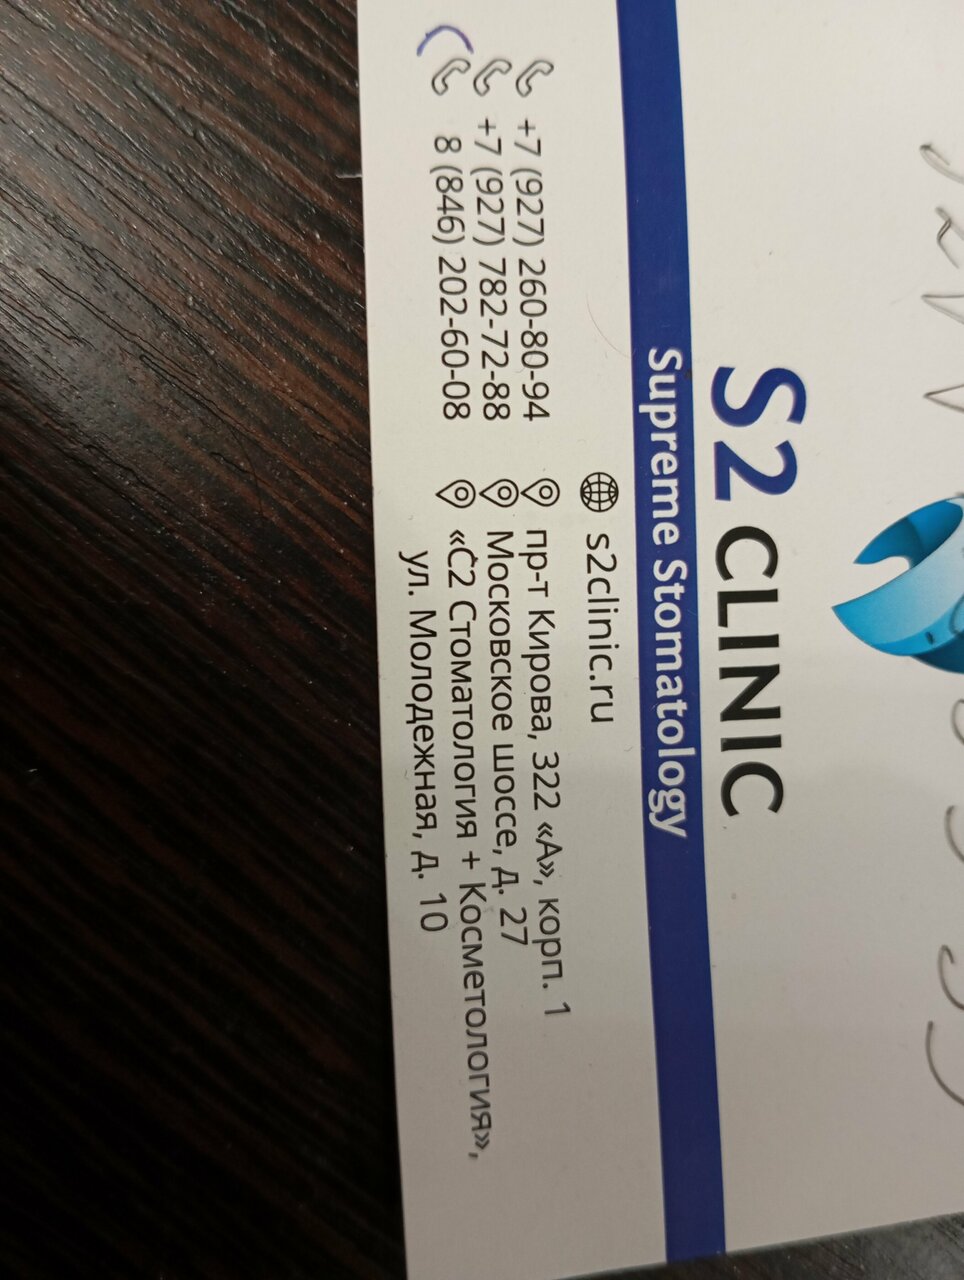 S2 CLINIC
Supreme Stomatology
s2clinic.ru
+7 (927) 260-80-94
пр-т Кирова, 322 «А», корп. 1
+7 (927) 782-72-88
Московское шоссе, д. 27
8 (846) 202-60-08
«С2 Стоматология + Косметология»,
ул. Молодежная, д. 10